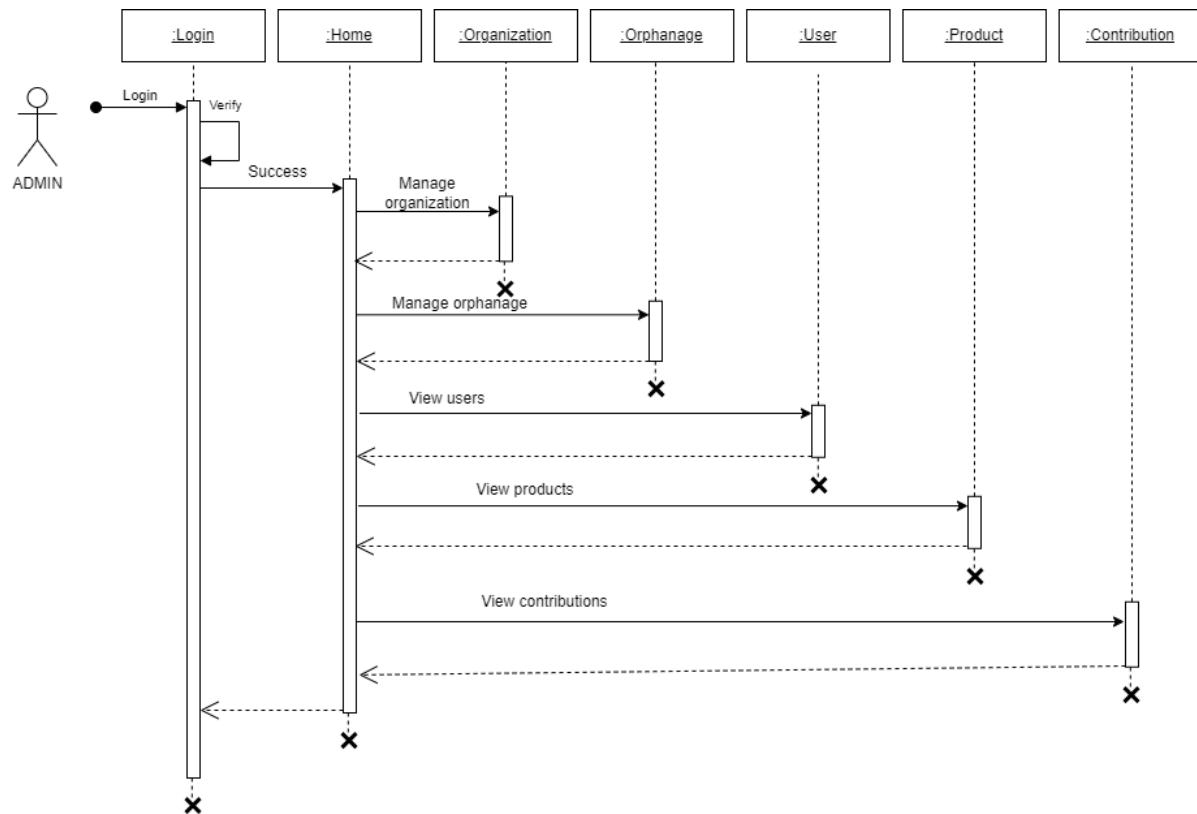 :Login
:Home
:Organization
:Orphanage
:User
:Product
:Contribution
Login
Verify
ADMIN
Success
Manage
organization
Manage orphanage
View users
View products
View contributions